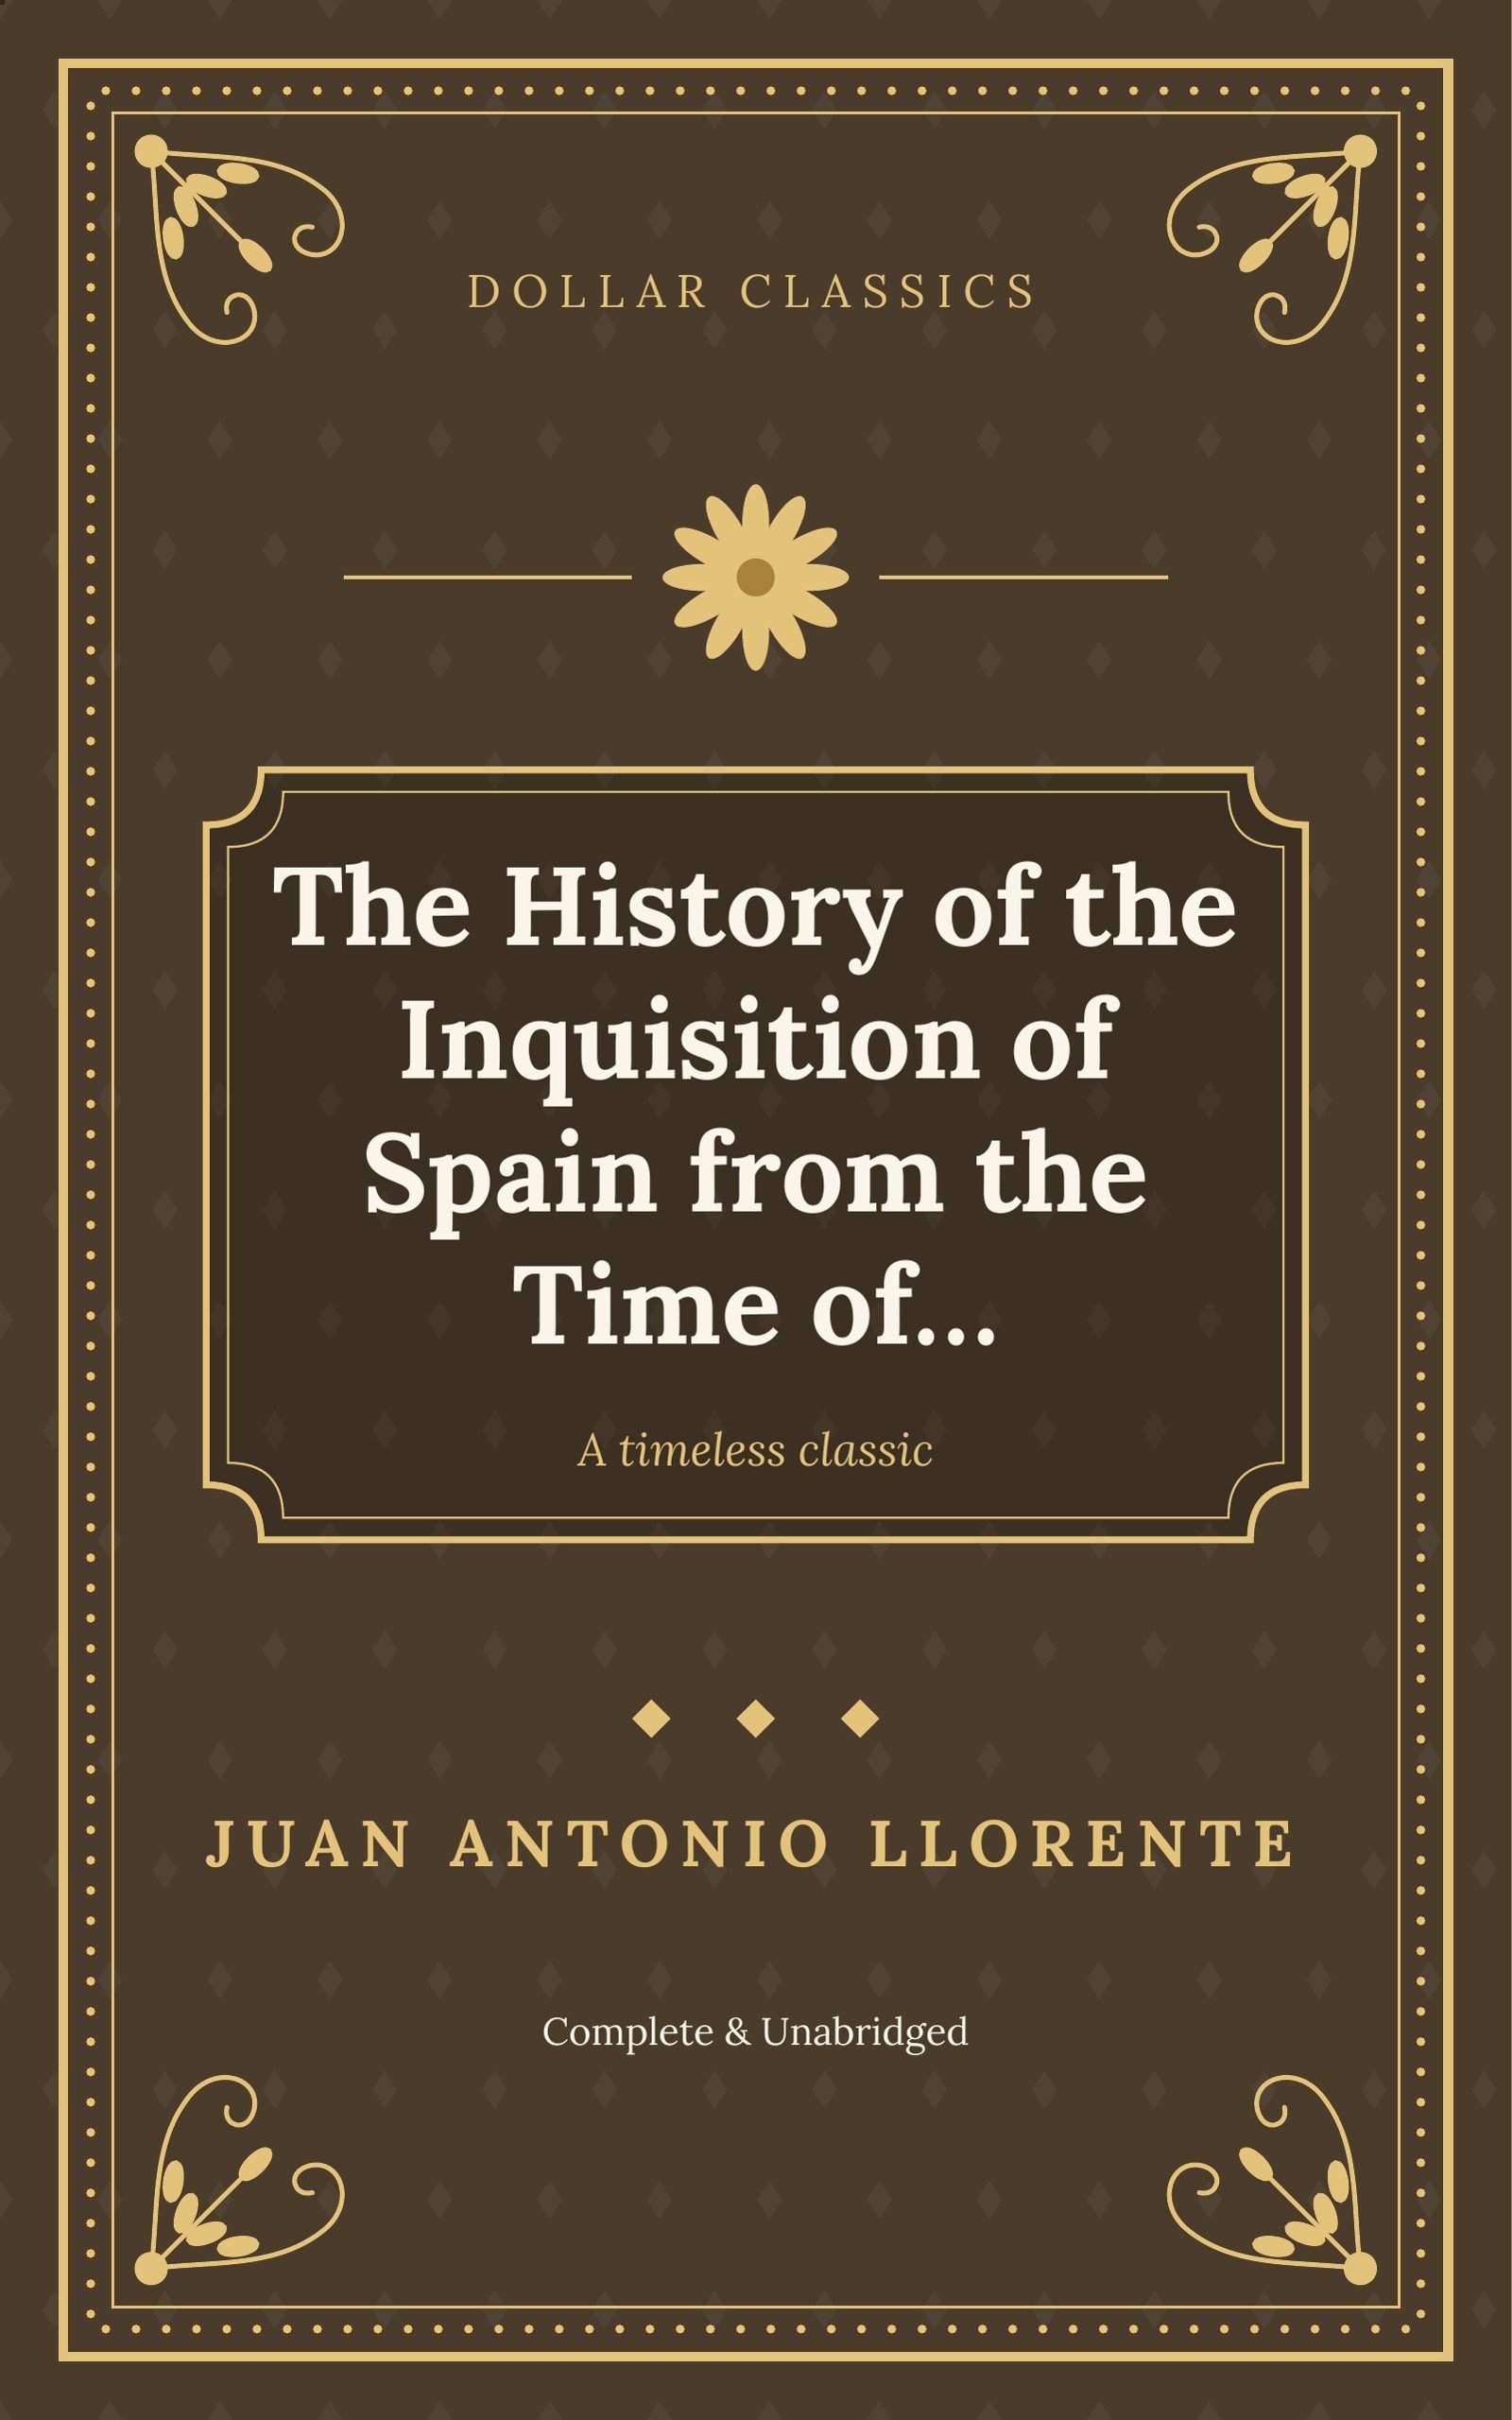 DOLLAR CLASSICS
The History of the
Inquisition of
Spain from the
Time of...
A timeless classic
JUAN ANTONIO LLORENTE
Complete & Unabridged